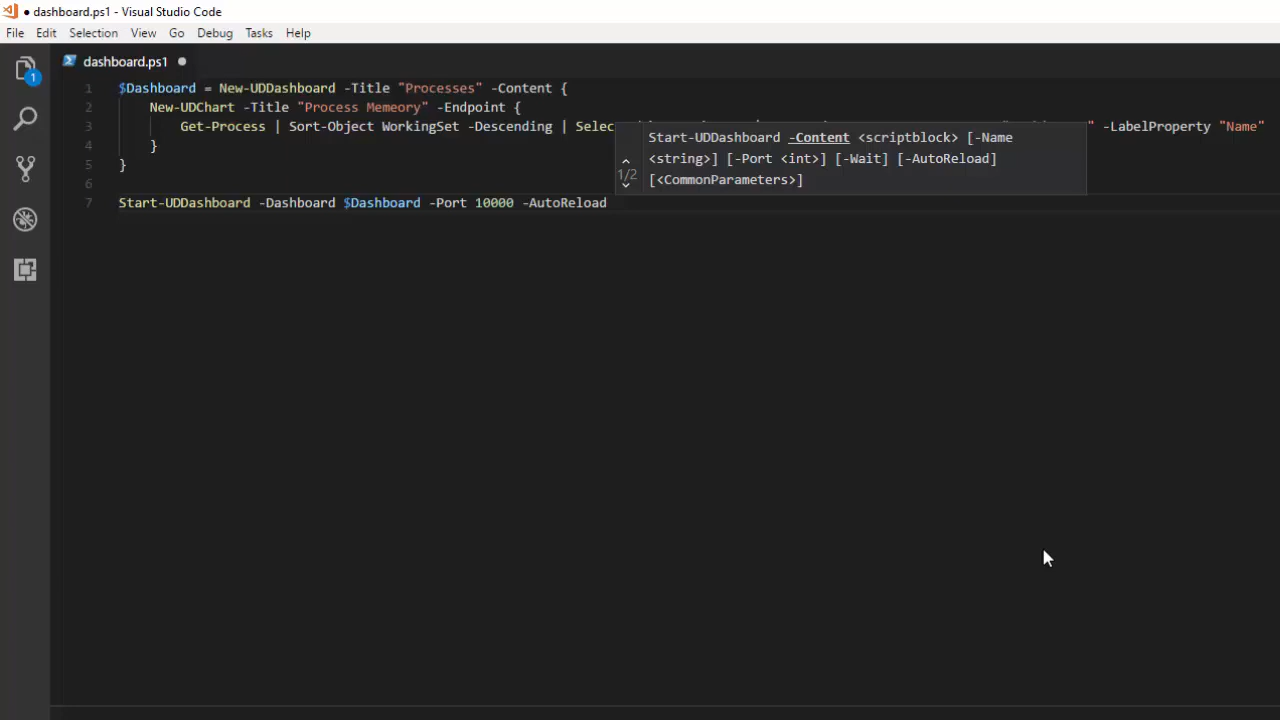 ● dashboard.ps1 - Visual Studio Code
File Edit Selection View Go Debug Tasks Help
1
dashboard.ps1 ●
1 $Dashboard = New-UDDashboard -Title "Processes" -Content {
2 New-UDChart -Title "Process Memeory" -Endpoint {
3 Get-Process | Sort-Object WorkingSet -Descending | Selec " -LabelProperty "Name"
4 }
5 }
6
7 Start-UDDashboard -Dashboard $Dashboard -Port 10000 -AutoReload
Start-UDDashboard -Content <scriptblock> [-Name
<string>] [-Port <int>] [-Wait] [-AutoReload]
[<CommonParameters>]
1/2